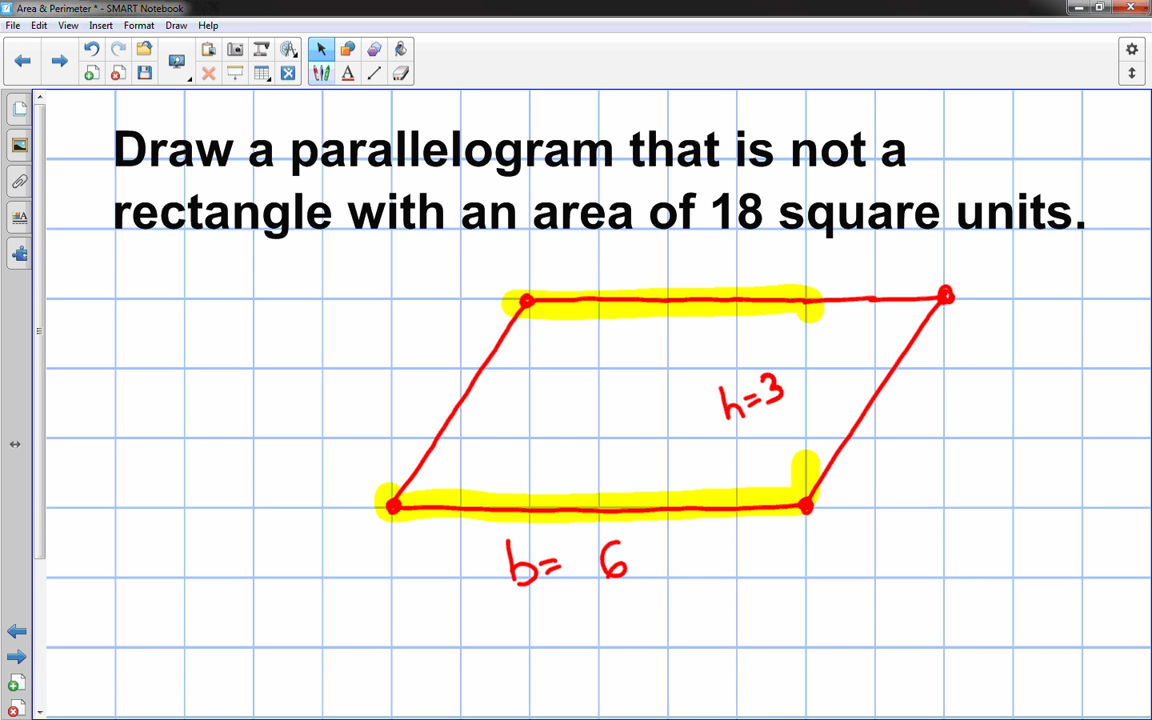 Area & Perimeter * - SMART Notebook
File Edit View Insert Format Draw Help
Draw a parallelogram that is not a
rectangle with an area of 18 square units.
h=3
b= 6